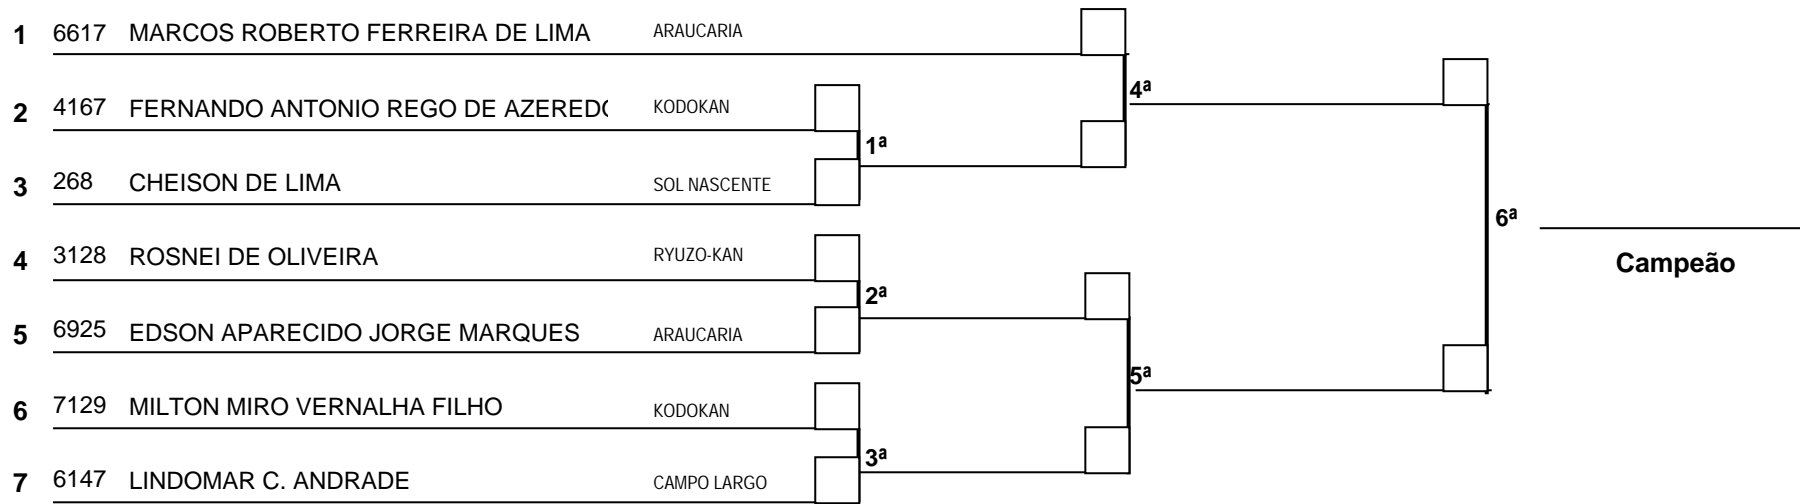 1 6617 MARCOS ROBERTO FERREIRA DE LIMA ARAUCARIA
4ª
2 4167 FERNANDO ANTONIO REGO DE AZEREDO KODOKAN
1ª
3 268 CHEISON DE LIMA SOL NASCENTE
6ª
4 3128 ROSNEI DE OLIVEIRA RYUZO-KAN
Campeão
2ª
5 6925 EDSON APARECIDO JORGE MARQUES ARAUCARIA
5ª
6 7129 MILTON MIRO VERNALHA FILHO KODOKAN
3ª
7 6147 LINDOMAR C. ANDRADE CAMPO LARGO